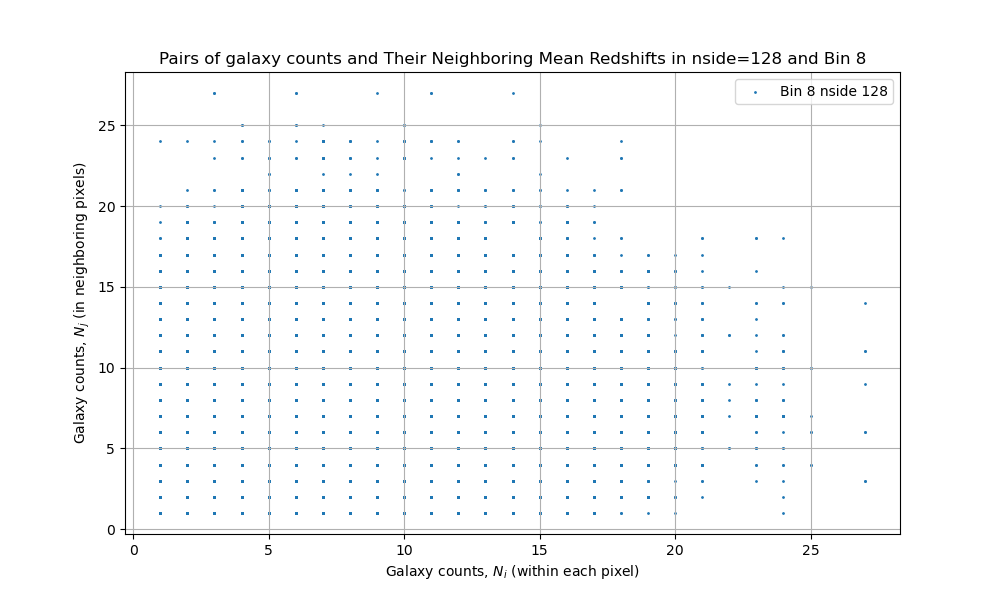 Pairs of galaxy counts and Their Neighboring Mean Redshifts in nside=128 and Bin 8
Bin 8 nside 128
Galaxy counts, $N_j$ (in neighboring pixels)
25
20
15
10
5
0
0 5 10 15 20 25
Galaxy counts, $N_i$ (within each pixel)